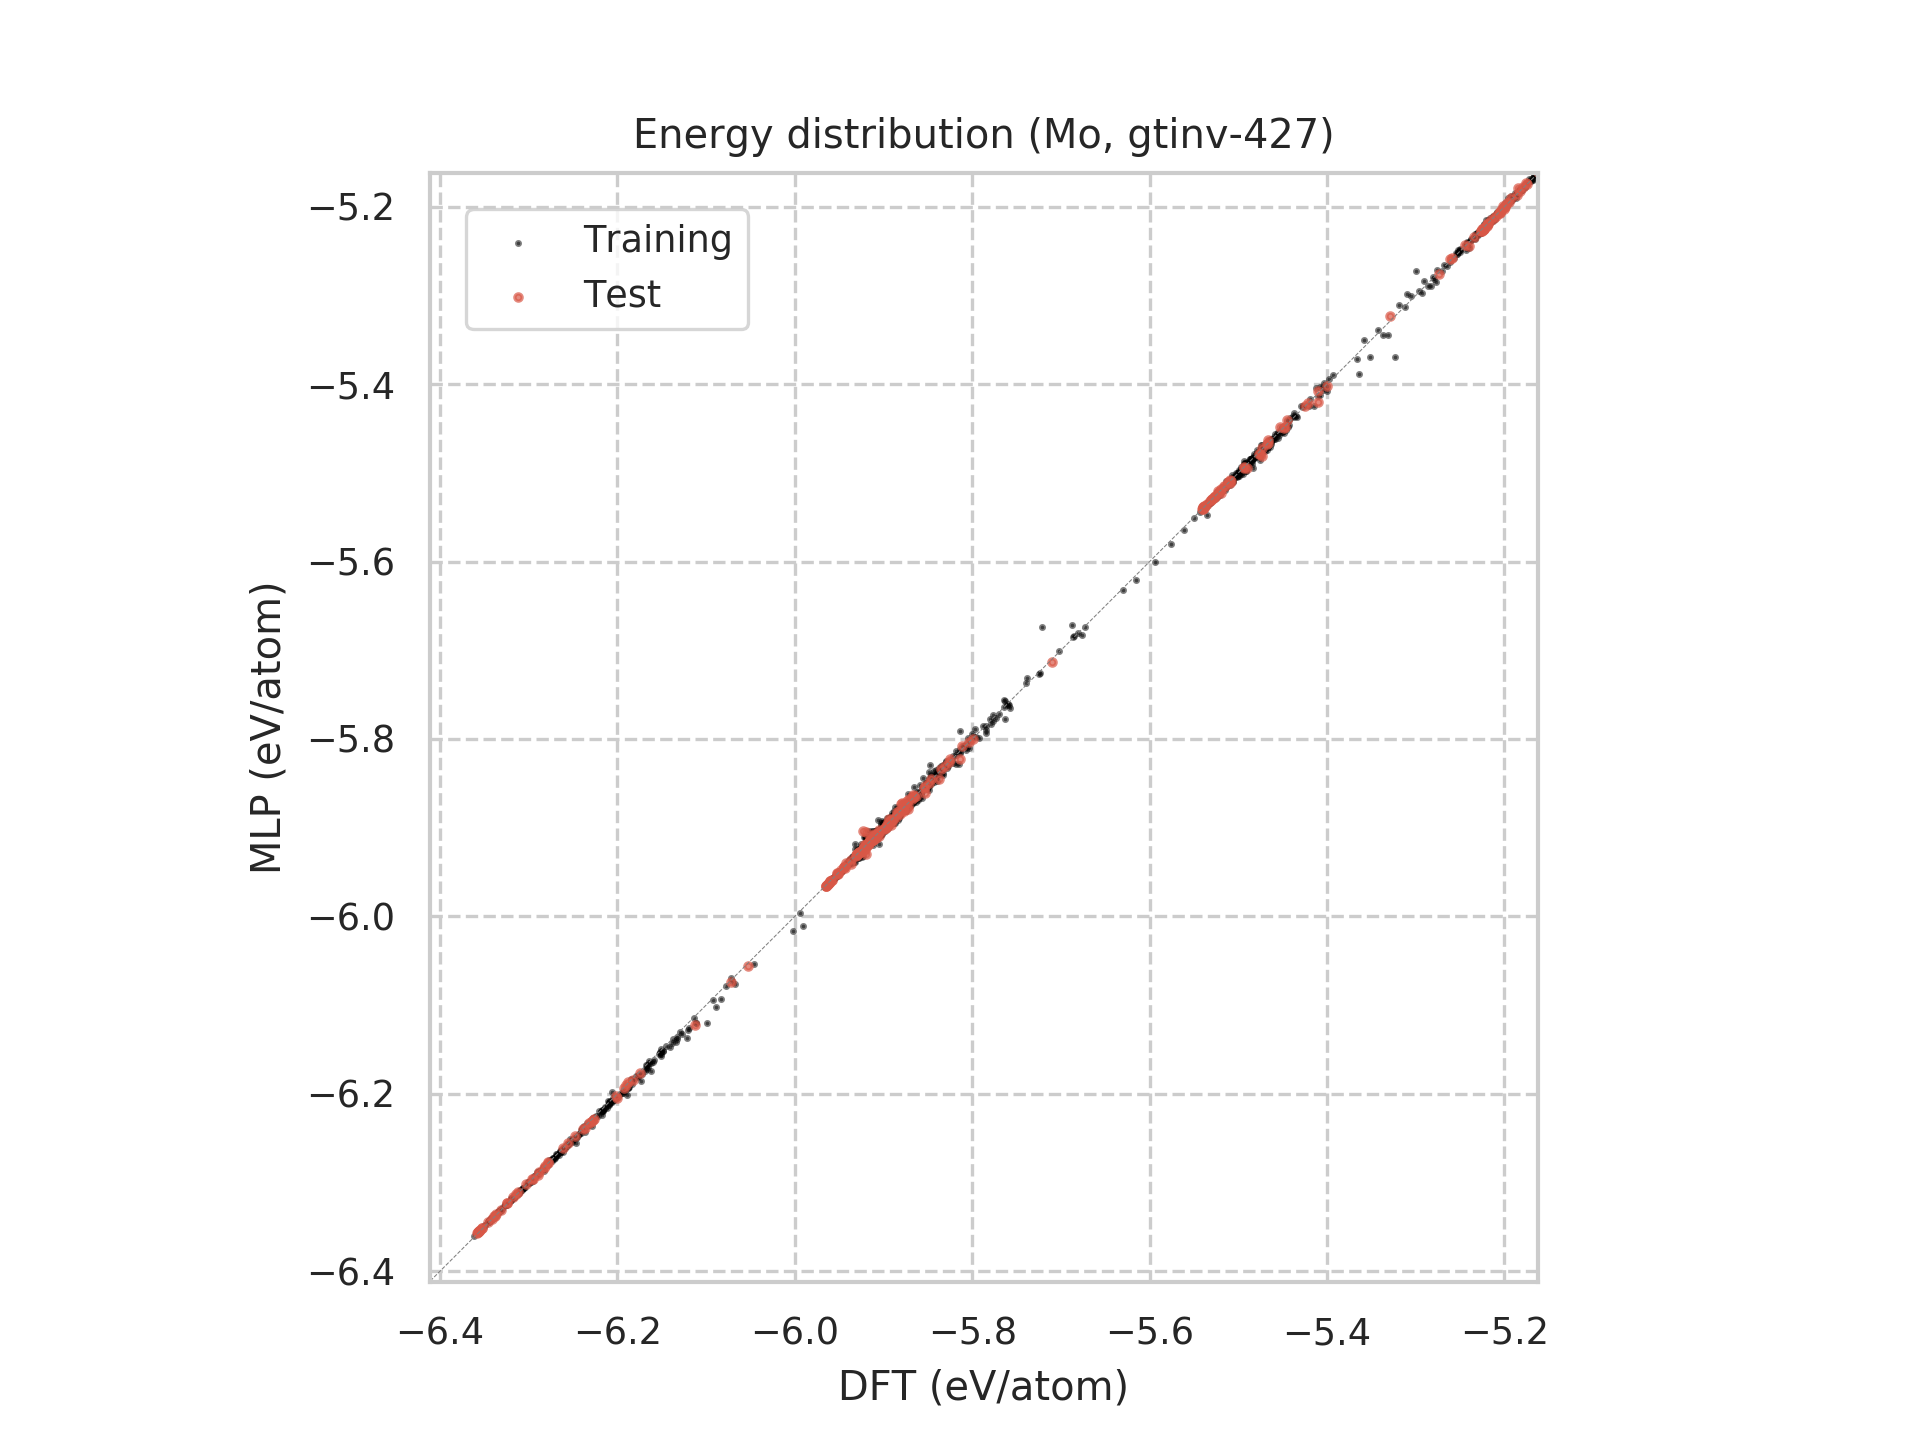 Energy distribution (Mo, gtinv-427)
Training
Test
−5.2
−5.4
−5.6
−5.8
−6.0
−6.2
−6.4
MLP (eV/atom)
−6.4 −6.2 −6.0 −5.8 −5.6 −5.4 −5.2
DFT (eV/atom)